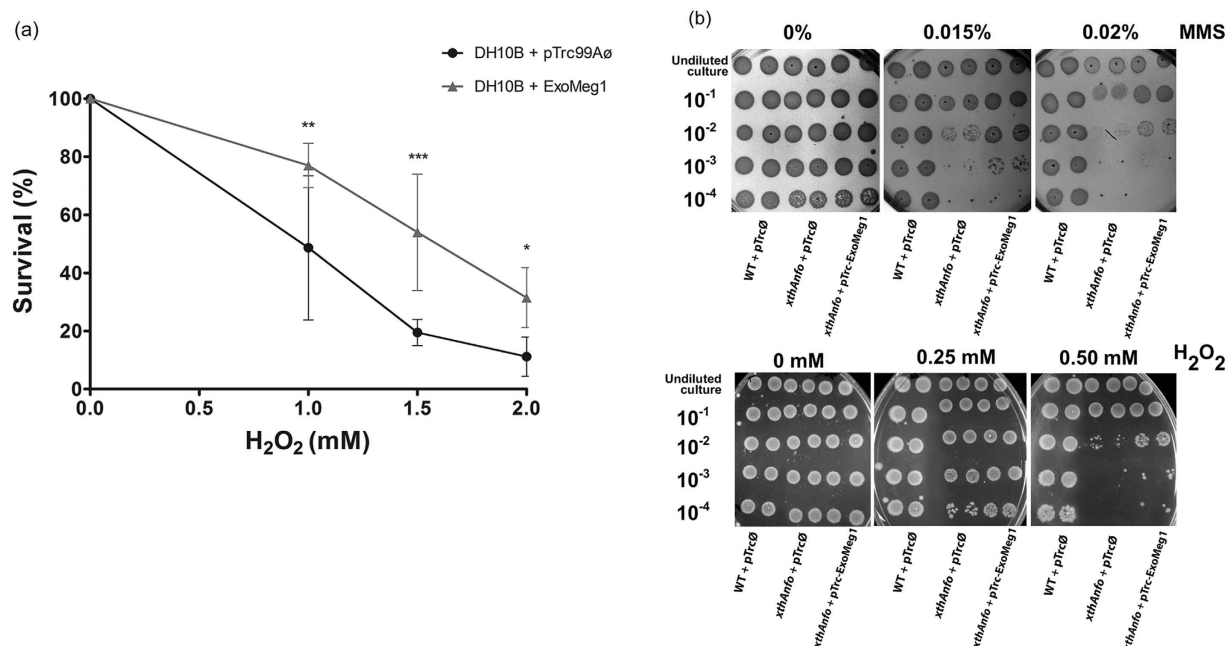 (a)
DH10B + pTrc99Aø
DH10B + ExoMeg1
Survival (%)
100
80
60
40
20
0
**
***
*
0.0 0.5 1.0 1.5 2.0
H₂O₂ (mM)
(b)
0% 0.015% 0.02% MMS
Undiluted
culture
10⁻¹
10⁻²
10⁻³
10⁻⁴
WT + pTrcØ
xthAnfo + pTrcØ
xthAnfo + pTrc-ExoMeg1
WT + pTrcØ
xthAnfo + pTrcØ
xthAnfo + pTrc-ExoMeg1
WT + pTrcØ
xthAnfo + pTrcØ
xthAnfo + pTrc-ExoMeg1
0 mM 0.25 mM 0.50 mM H₂O₂
Undiluted
culture
10⁻¹
10⁻²
10⁻³
10⁻⁴
WT + pTrcØ
xthAnfo + pTrcØ
xthAnfo + pTrc-ExoMeg1
WT + pTrcØ
xthAnfo + pTrcØ
xthAnfo + pTrc-ExoMeg1
WT + pTrcØ
xthAnfo + pTrcØ
thAnfo + pTrc-ExoMeg1